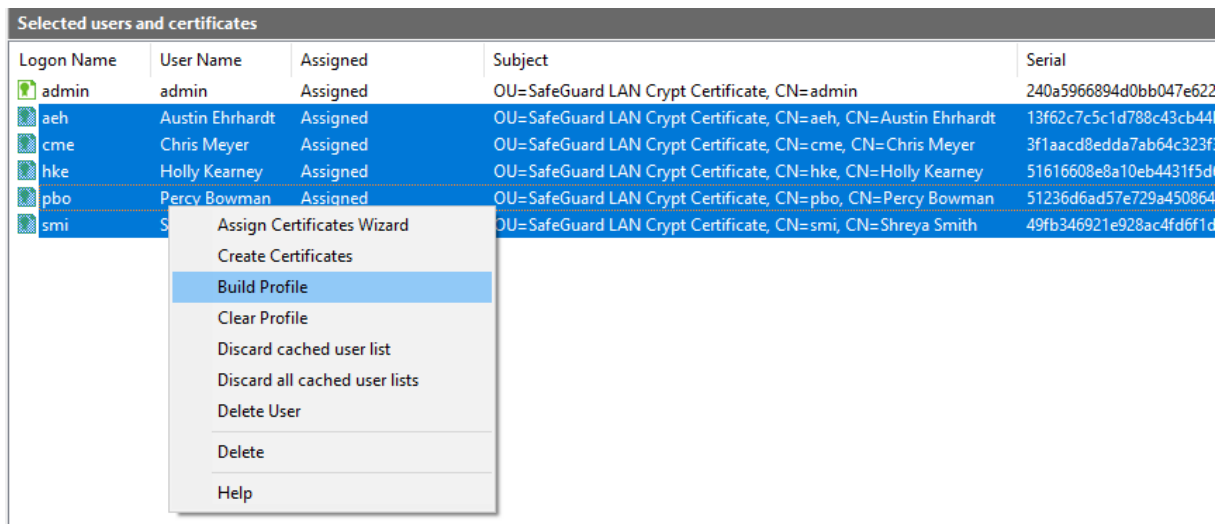 Selected users and certificates
Logon Name User Name Assigned Subject Serial
admin admin Assigned OU=SafeGuard LAN Crypt Certificate, CN=admin 240a5966894d0bb047e622
aeh Austin Ehrhardt Assigned OU=SafeGuard LAN Crypt Certificate, CN=aeh, CN=Austin Ehrhardt 13f62c7c5c1d788c43cb44
cme Chris Meyer Assigned OU=SafeGuard LAN Crypt Certificate, CN=cme, CN=Chris Meyer 3f1aacd8edda7ab64c323f
hke Holly Kearney Assigned OU=SafeGuard LAN Crypt Certificate, CN=hke, CN=Holly Kearney 51616608e8a10eb4431f5d
pbo Percy Bowman Assigned OU=SafeGuard LAN Crypt Certificate, CN=pbo, CN=Percy Bowman 51236d6ad57e729a450864
smi S OU=SafeGuard LAN Crypt Certificate, CN=smi, CN=Shreya Smith 49fb346921e928ac4fd6f1d
Assign Certificates Wizard
Create Certificates
Build Profile
Clear Profile
Discard cached user list
Discard all cached user lists
Delete User
Delete
Help